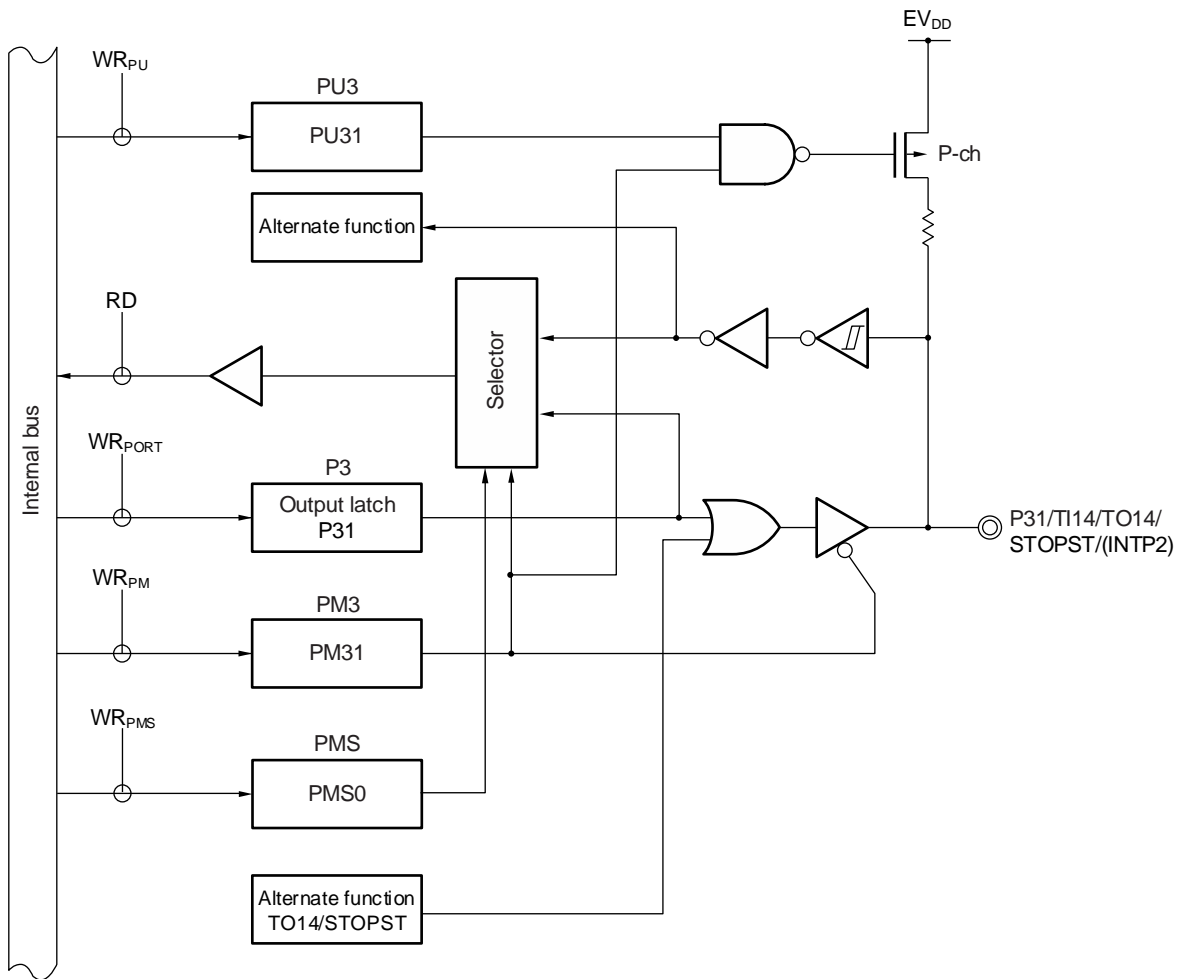 EVDD
WRPU
PU3
PU31
P-ch
Alternate function
RD
Selector
Internal bus
WRPORT
P3
Output latch
P31
P31/TI14/TO14/
STOPST/(INTP2)
WRPM
PM3
PM31
WRPMS
PMS
PMS0
Alternate function
TO14/STOPST